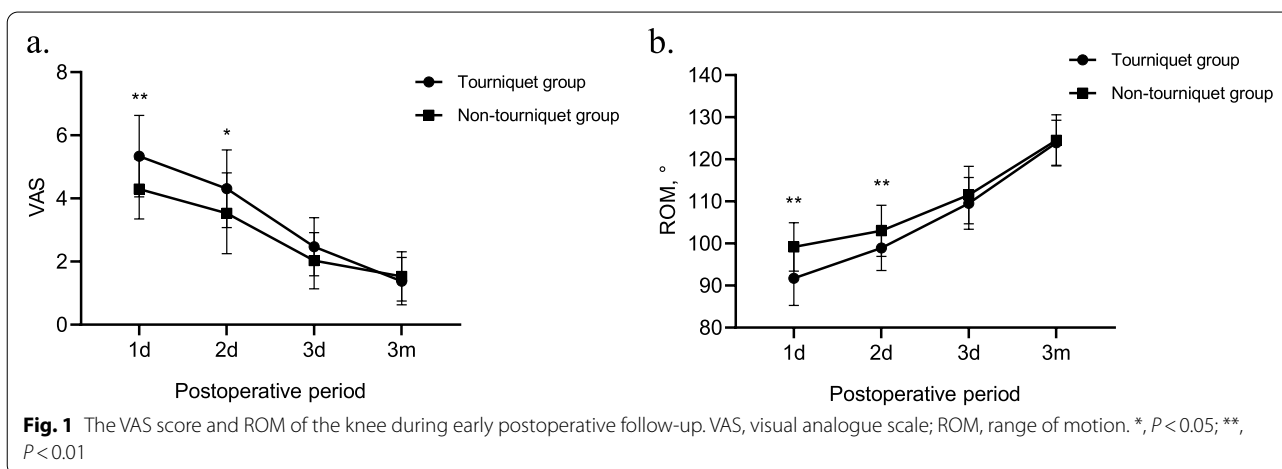 a.
8
6
4
2
0
VAS
**
*
1d 2d 3d 3m
Postoperative period
Tourniquet group
Non-tourniquet group
b.
140
130
120
110
100
90
80
ROM, °
**
**
1d 2d 3d 3m
Postoperative period
Tourniquet group
Non-tourniquet group
Fig. 1 The VAS score and ROM of the knee during early postoperative follow-up. VAS, visual analogue scale; ROM, range of motion. *, P < 0.05; **,
P < 0.01